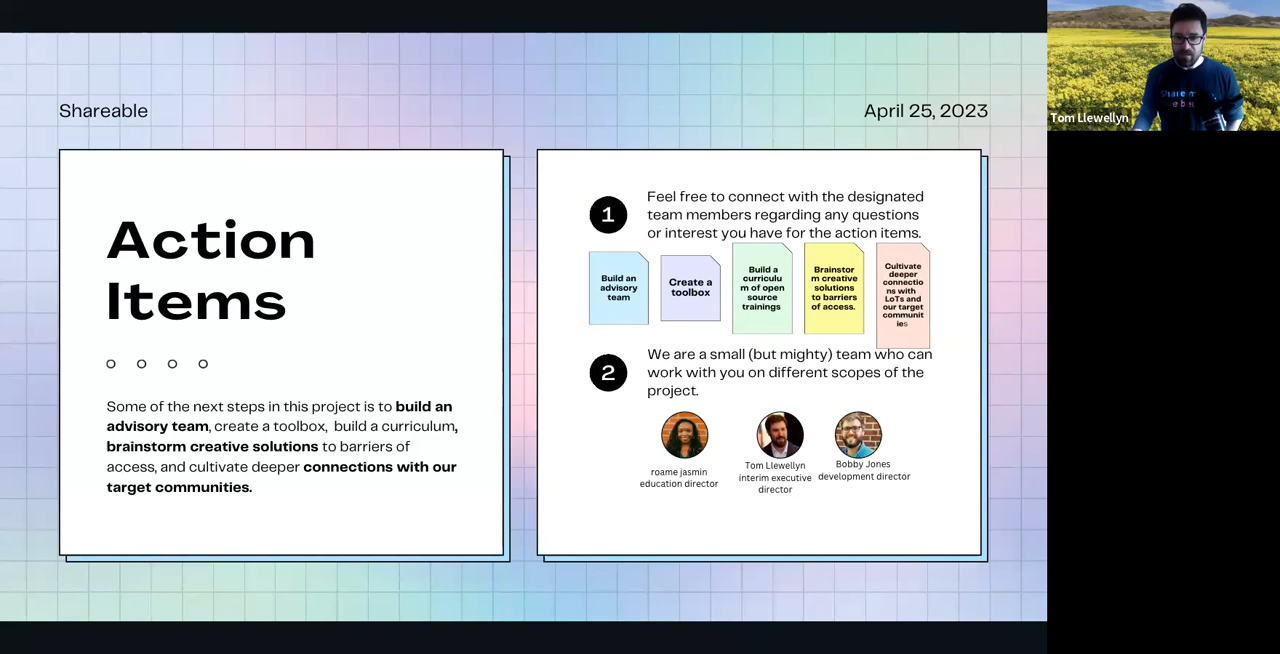 Shareable
April 25, 2023
Action
Items
Some of the next steps in this project is to build an
advisory team, create a toolbox, build a curriculum,
brainstorm creative solutions to barriers of
access, and cultivate deeper connections with our
target communities.
1
Feel free to connect with the designated
team members regarding any questions
or interest you have for the action items.
Build an
advisory
team
Create a
toolbox
Build a
curriculu
m of open
source
trainings
Brainstor
m creative
solutions
to barriers
of access.
Cultivate
deeper
connectio
ns with
LoTs and
our target
communit
ies
2
We are a small (but mighty) team who can
work with you on different scopes of the
project.
roame jasmin
education director
Tom Llewellyn
interim executive
director
Bobby Jones
development director
Tom Llewellyn